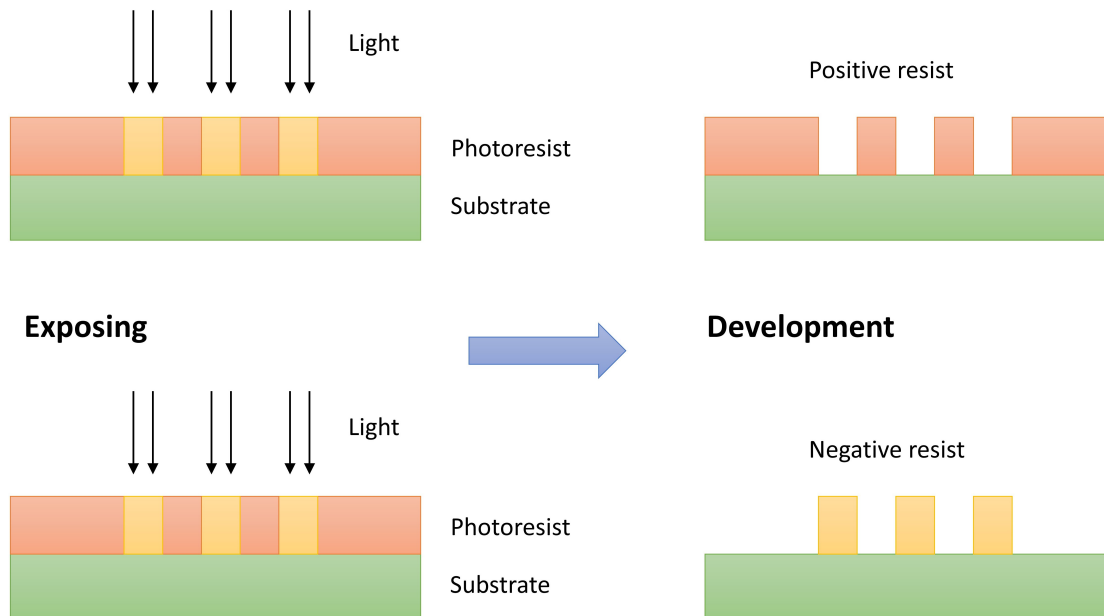 Light
Positive resist
Photoresist
Substrate
Exposing
Development
Light
Negative resist
Photoresist
Substrate